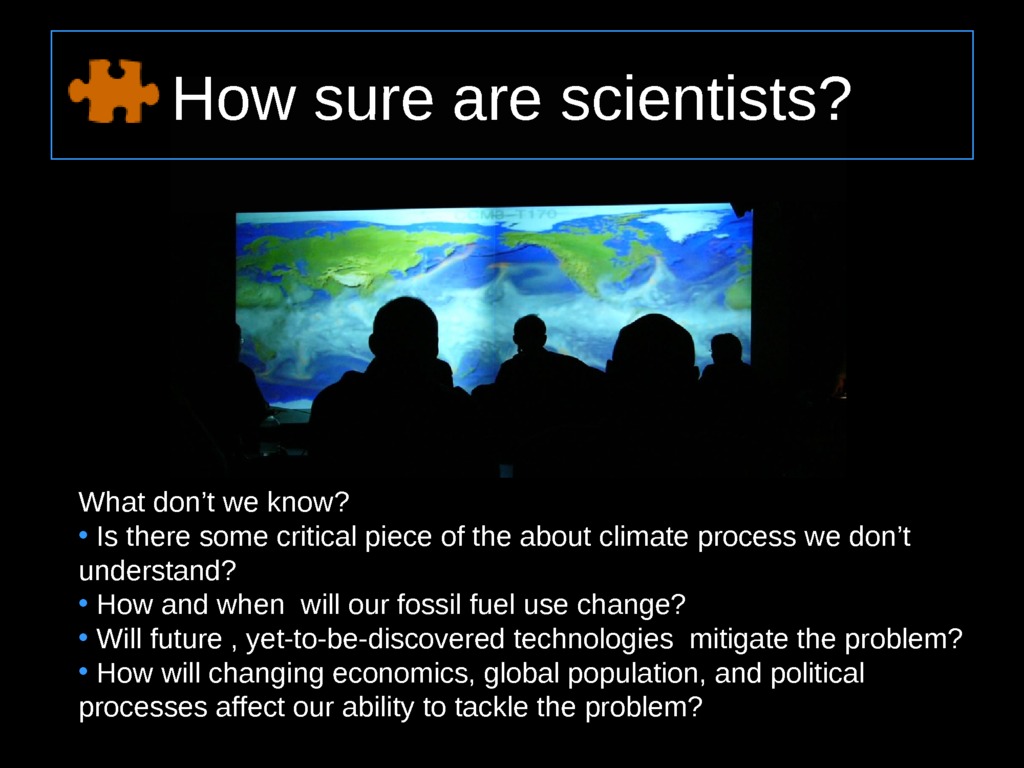 How sure are scientists?
CM8-T170
What don’t we know?
• Is there some critical piece of the about climate process we don’t
understand?
• How and when  will our fossil fuel use change?
• Will future , yet-to-be-discovered technologies  mitigate the problem?
• How will changing economics, global population, and political
processes affect our ability to tackle the problem?